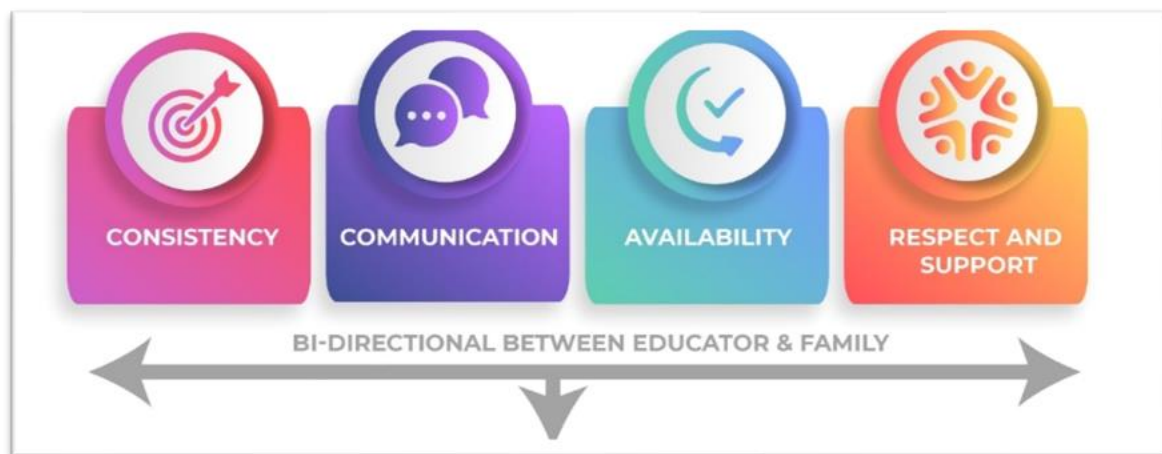 CONSISTENCY
COMMUNICATION
AVAILABILITY
RESPECT AND
SUPPORT
BI-DIRECTIONAL BETWEEN EDUCATOR & FAMILY